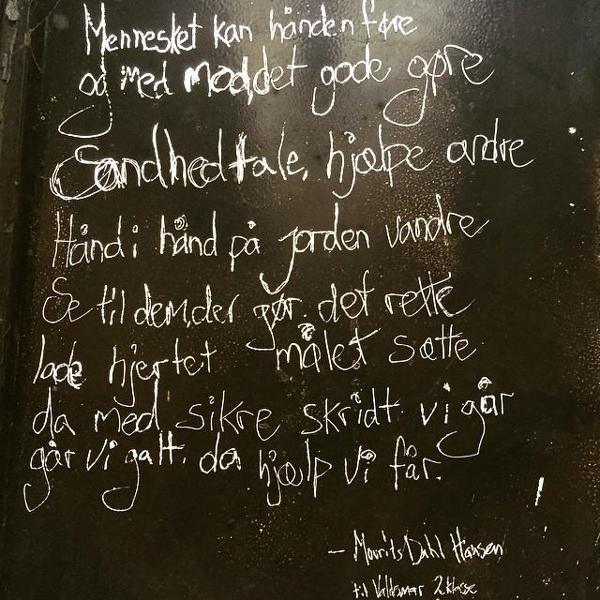 Mennesket kan hånden føre
og med mod, det gode gøre
Sandhed tale, hjælpe andre
Hånd i hånd på jorden vandre
Se til dem, der gør det rette
lade hjertet målet sætte
da med sikre skridt vi går
går vi galt, da hjælp vi får.
- Mourits Dahl Hansen
til Valdemar 2. klasse